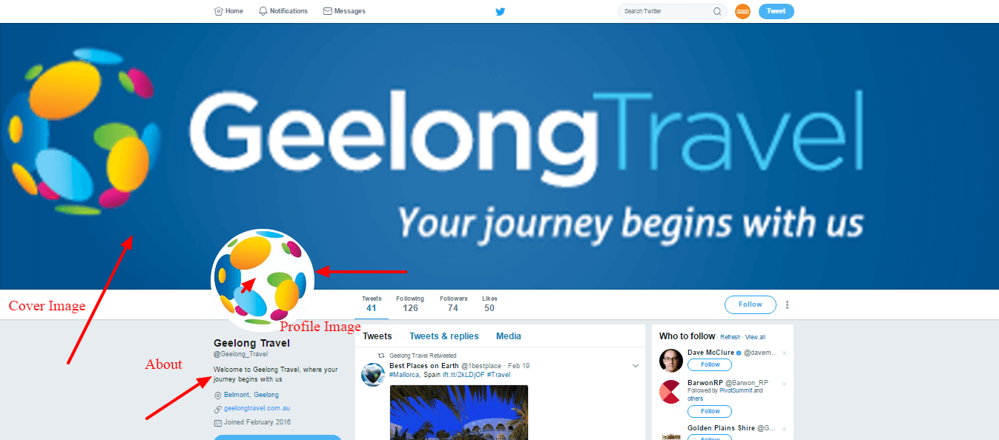 Home Notifications Messages Search Twitter Tweet
GeelongTravel
Your journey begins with us
Cover Image
Profile Image
About
Tweets Following Followers Likes
41 126 74 50
Follow
Geelong Travel
@Geelong_Travel
Welcome to Geelong Travel, where your
journey begins with us
Belmont, Geelong
geelongtravel.com.au
Joined February 2016
Tweets Tweets & replies Media
Geelong Travel Retweeted
Best Places on Earth @1bestplace · Feb 19
#Mallorca, Spain ift.tt/2kLDjOF #Travel
Who to follow · Refresh · View all
Dave McClure @davem...
Follow
BarwonRP @Barwon_RP
Followed by PivotSummit and
others
Follow
Golden Plains Shire @G...
Follow